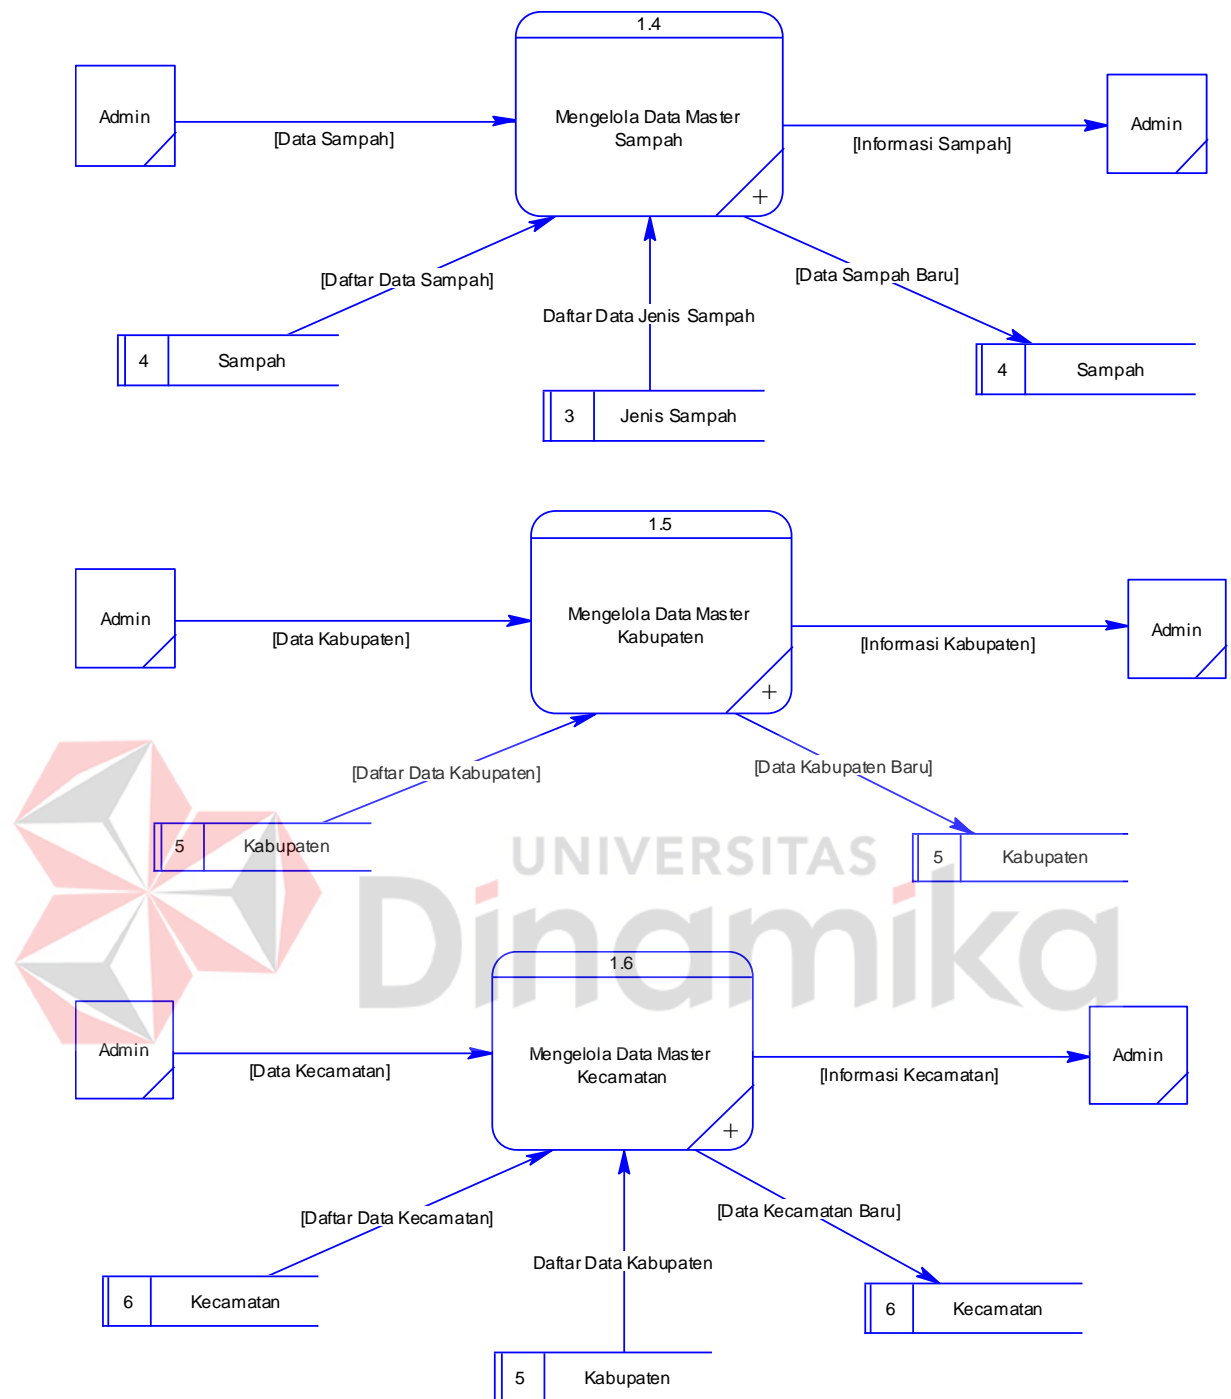 1.4
Admin
Mengelola Data Master
Sampah
Admin
[Data Sampah]
[Informasi Sampah]
+
[Daftar Data Sampah]
[Data Sampah Baru]
Daftar Data Jenis Sampah
4 Sampah
4 Sampah
3 Jenis Sampah
1.5
Admin
Mengelola Data Master
Kabupaten
Admin
[Data Kabupaten]
[Informasi Kabupaten]
+
[Daftar Data Kabupaten]
[Data Kabupaten Baru]
5 Kabupaten
5 Kabupaten
UNIVERSITAS
Dinamika
1.6
Admin
Mengelola Data Master
Kecamatan
Admin
[Data Kecamatan]
[Informasi Kecamatan]
+
[Daftar Data Kecamatan]
[Data Kecamatan Baru]
Daftar Data Kabupaten
6 Kecamatan
6 Kecamatan
5 Kabupaten